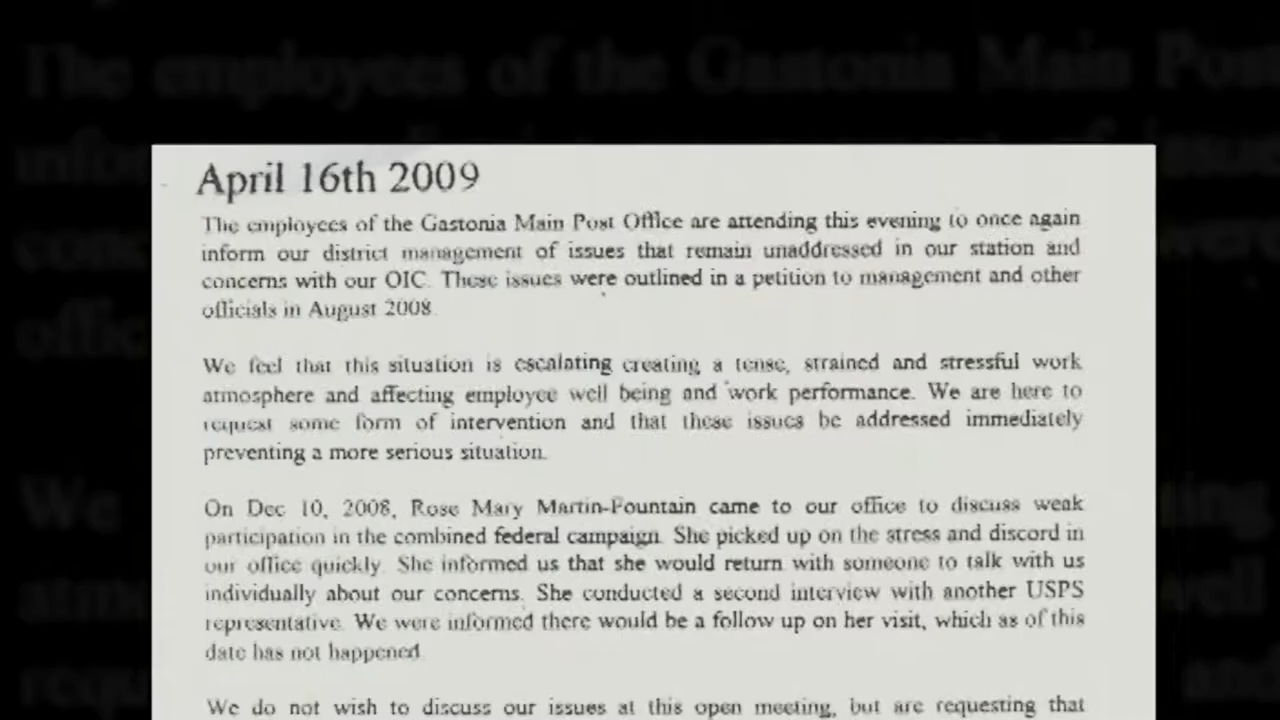 April 16th 2009
The employees of the Gastonia Main Post Office are attending this evening to once again
inform our district management of issues that remain unaddressed in our station and
concerns with our OIC. These issues were outlined in a petition to management and other
officials in August 2008.
We feel that this situation is escalating creating a tense, strained and stressful work
atmosphere and affecting employee well being and work performance. We are here to
request some form of intervention and that these issues be addressed immediately
preventing a more serious situation.
On Dec 10, 2008, Rose Mary Martin-Fountain came to our office to discuss weak
participation in the combined federal campaign. She picked up on the stress and discord in
our office quickly. She informed us that she would return with someone to talk with us
individually about our concerns. She conducted a second interview with another USPS
representative. We were informed there would be a follow up on her visit, which as of this
date has not happened.
We do not wish to discuss our issues at this open meeting, but are requesting that